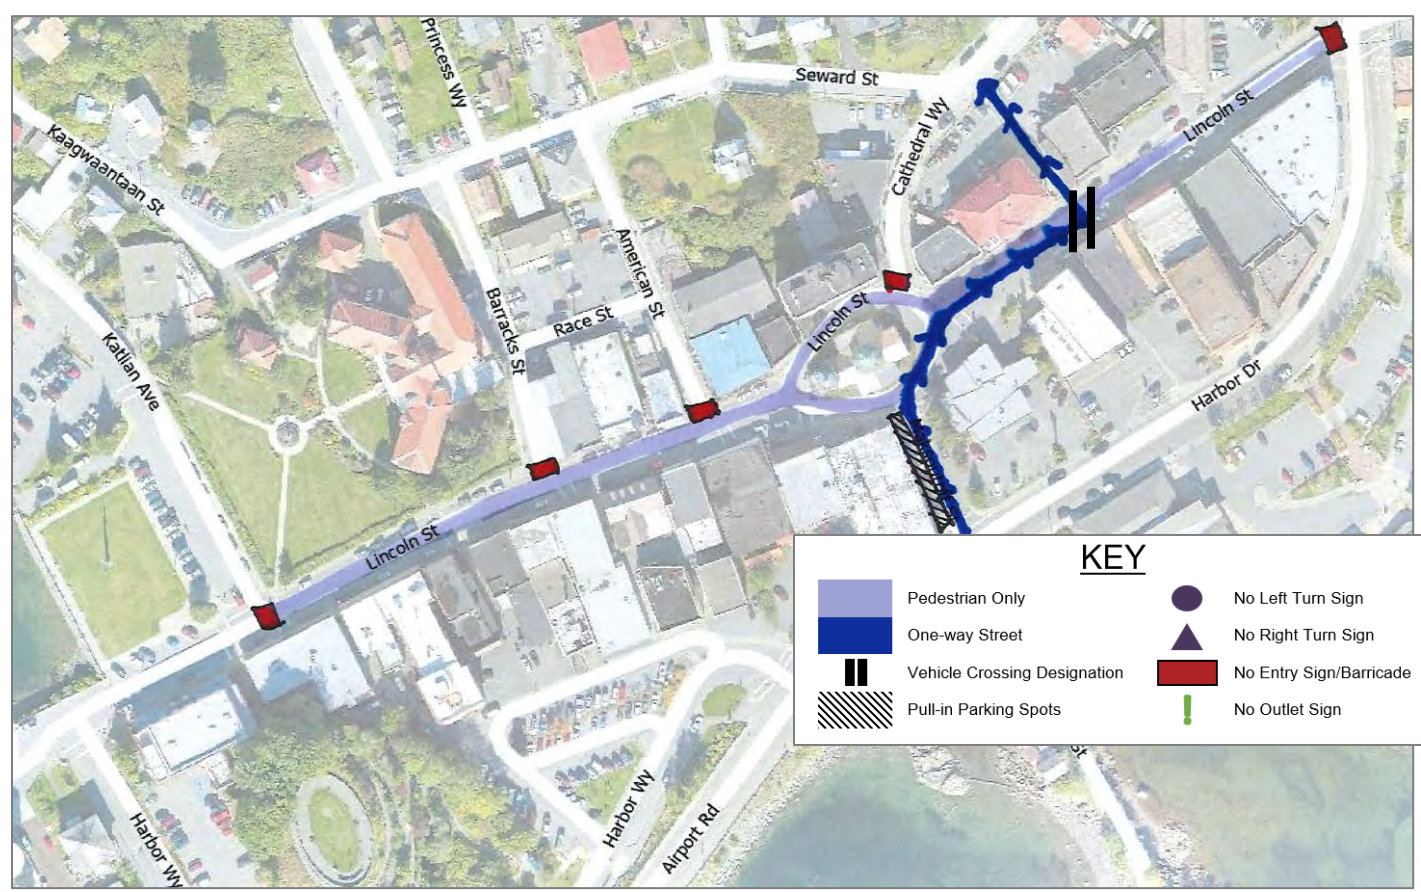 Princess Wy
Seward St
Lincoln St
Kaagwaantaan St
Cathedral Wy
American St
Barracks St
Race St
Lincoln St
Katlian Ave
Harbor Dr
Lincoln St
KEY
Pedestrian Only
No Left Turn Sign
One-way Street
No Right Turn Sign
Vehicle Crossing Designation
No Entry Sign/Barricade
Pull-in Parking Spots
No Outlet Sign
St
Harbor Wy
Harbor Wy
Airport Rd